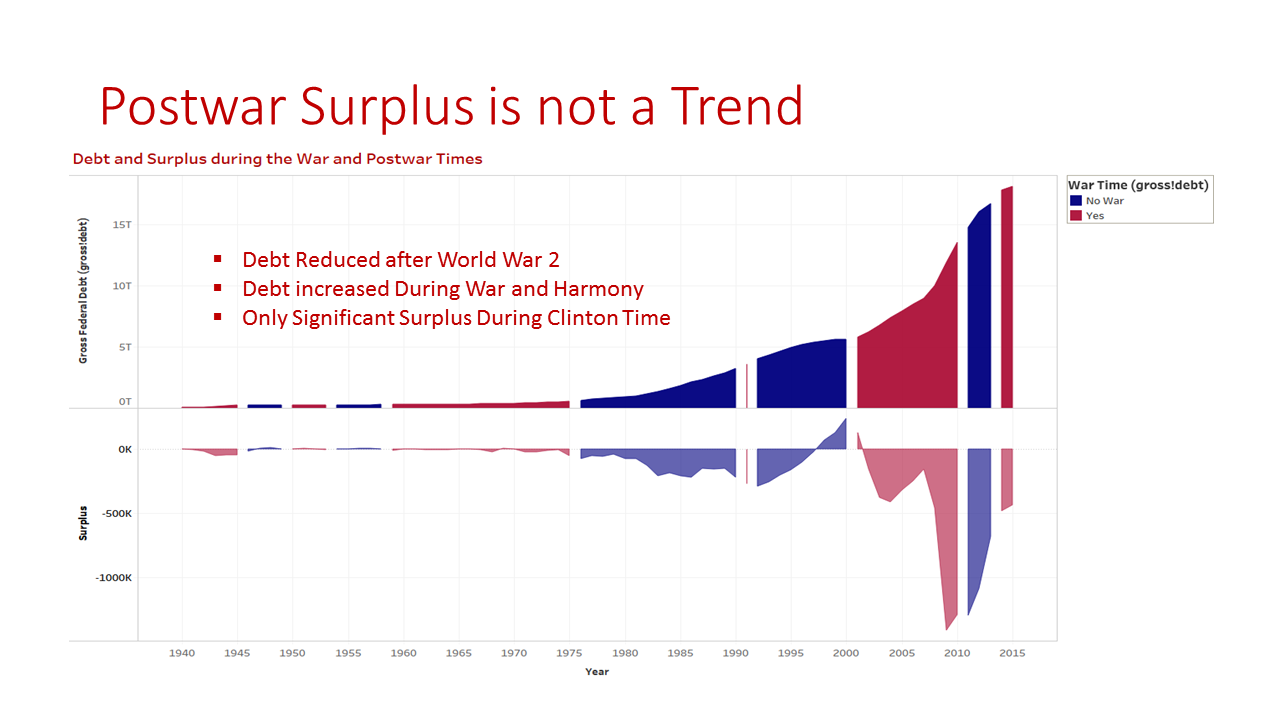 Postwar Surplus is not a Trend
Debt and Surplus during the War and Postwar Times
War Time (gross!debt)
No War
Yes
Gross Federal Debt (gross!debt)
15T
10T
5T
0T
▪ Debt Reduced after World War 2
▪ Debt increased During War and Harmony
▪ Only Significant Surplus During Clinton Time
Surplus
0K
-500K
-1000K
1940 1945 1950 1955 1960 1965 1970 1975 1980 1985 1990 1995 2000 2005 2010 2015
Year